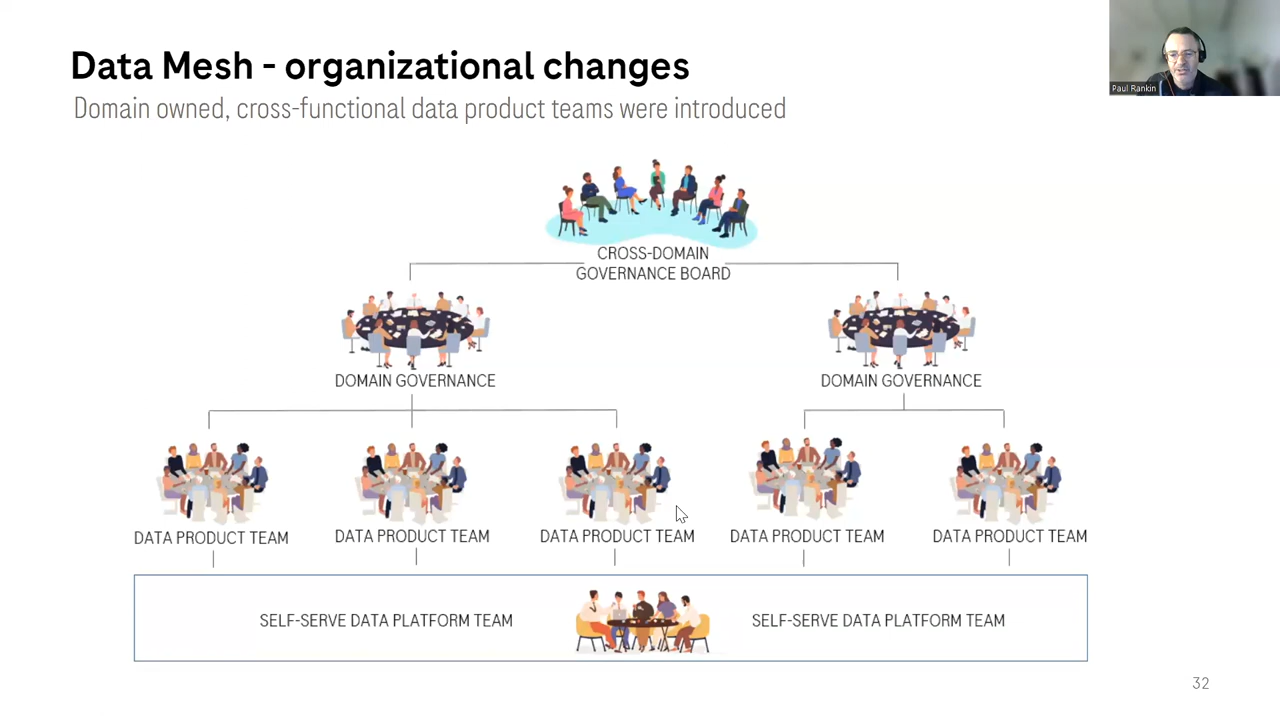 Data Mesh - organizational changes
Domain owned, cross-functional data product teams were introduced
Paul Rankin
CROSS-DOMAIN
GOVERNANCE BOARD
DOMAIN GOVERNANCE
DOMAIN GOVERNANCE
DATA PRODUCT TEAM
DATA PRODUCT TEAM
DATA PRODUCT TEAM
DATA PRODUCT TEAM
DATA PRODUCT TEAM
SELF-SERVE DATA PLATFORM TEAM
SELF-SERVE DATA PLATFORM TEAM
32